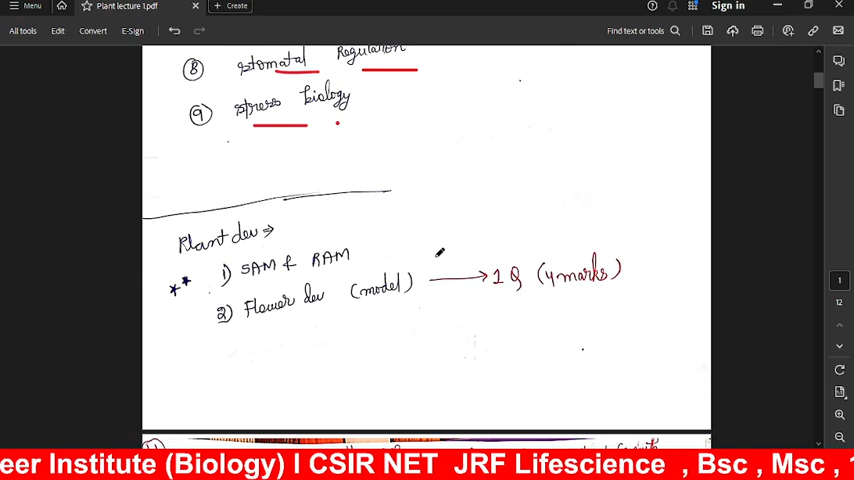 Menu
Plant lecture 1.pdf
Create
Sign in
All tools
Edit
Convert
E-Sign
Find text or tools
8 Stomatal Regulation
9 Stress biology
Plant dev ⇒
** 1) SAM & RAM
2) Flower dev (model) → 1 Q (4 marks)
1
12
eer Institute (Biology) I CSIR NET JRF Lifescience , Bsc , Msc ,